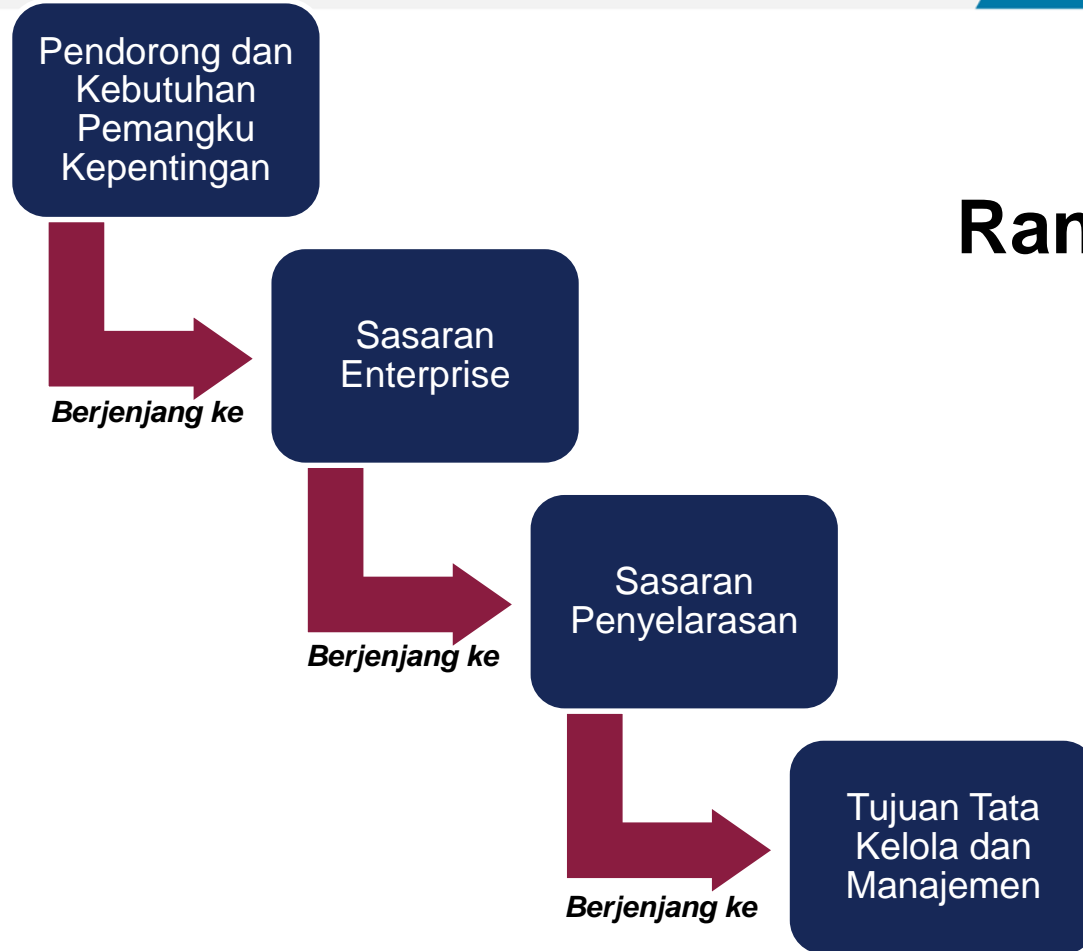 Pendorong dan
Kebutuhan
Pemangku
Kepentingan
Ran
Sasaran
Enterprise
Berjenjang ke
Sasaran
Penyelarasan
Berjenjang ke
Tujuan Tata
Kelola dan
Manajemen
Berjenjang ke